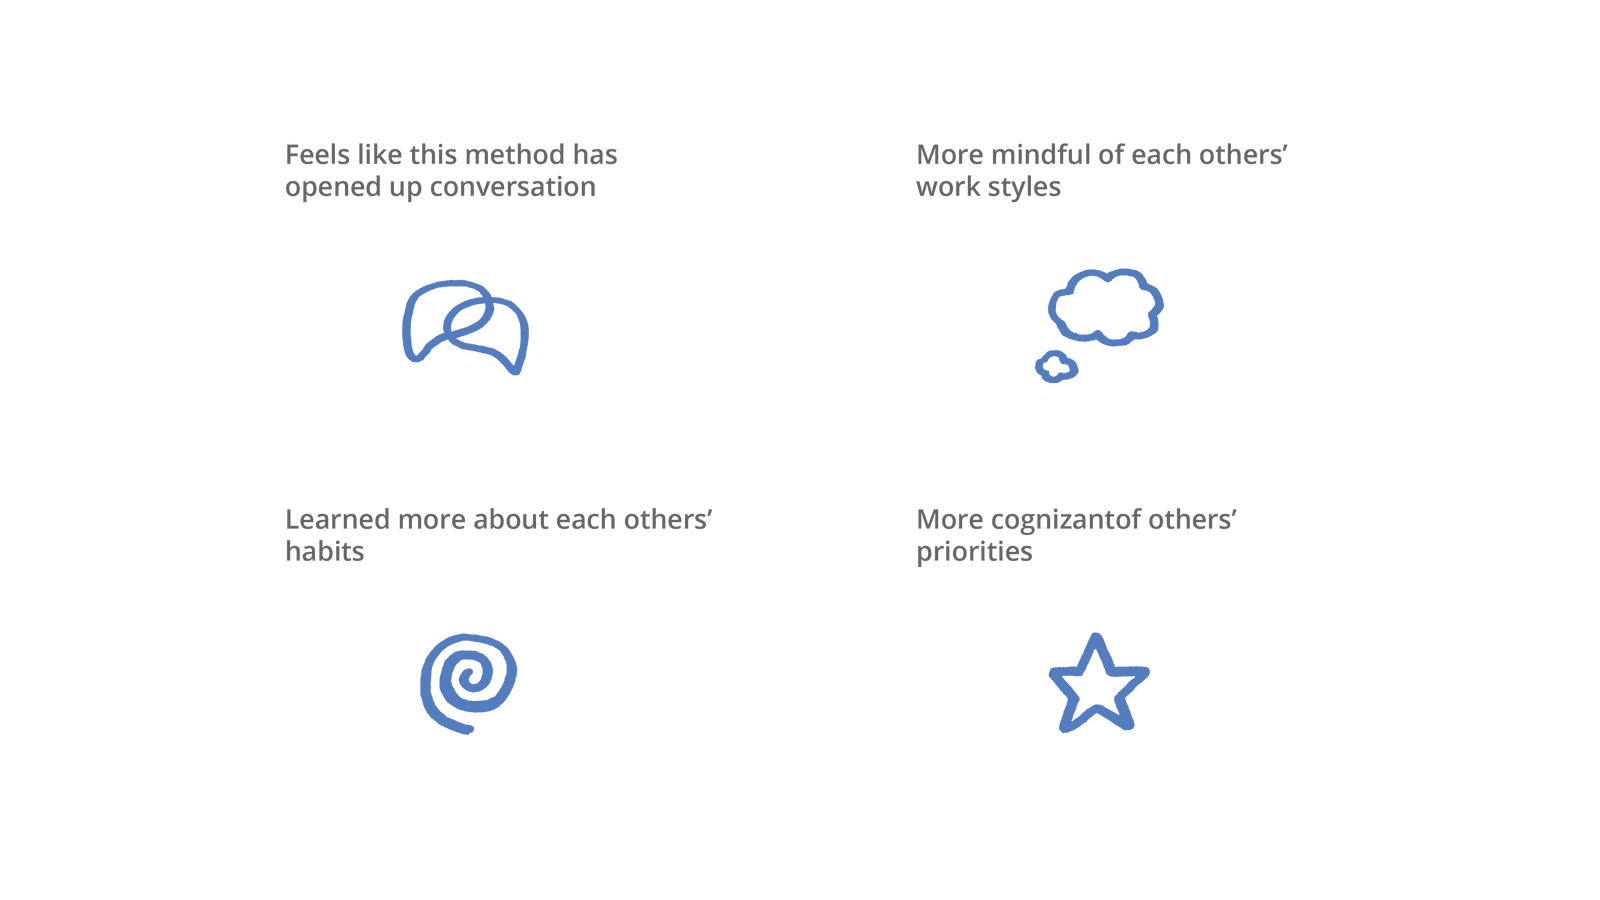 Feels like this method has
opened up conversation
More mindful of each others’
work styles
Learned more about each others’
habits
More cognizantof others’
priorities